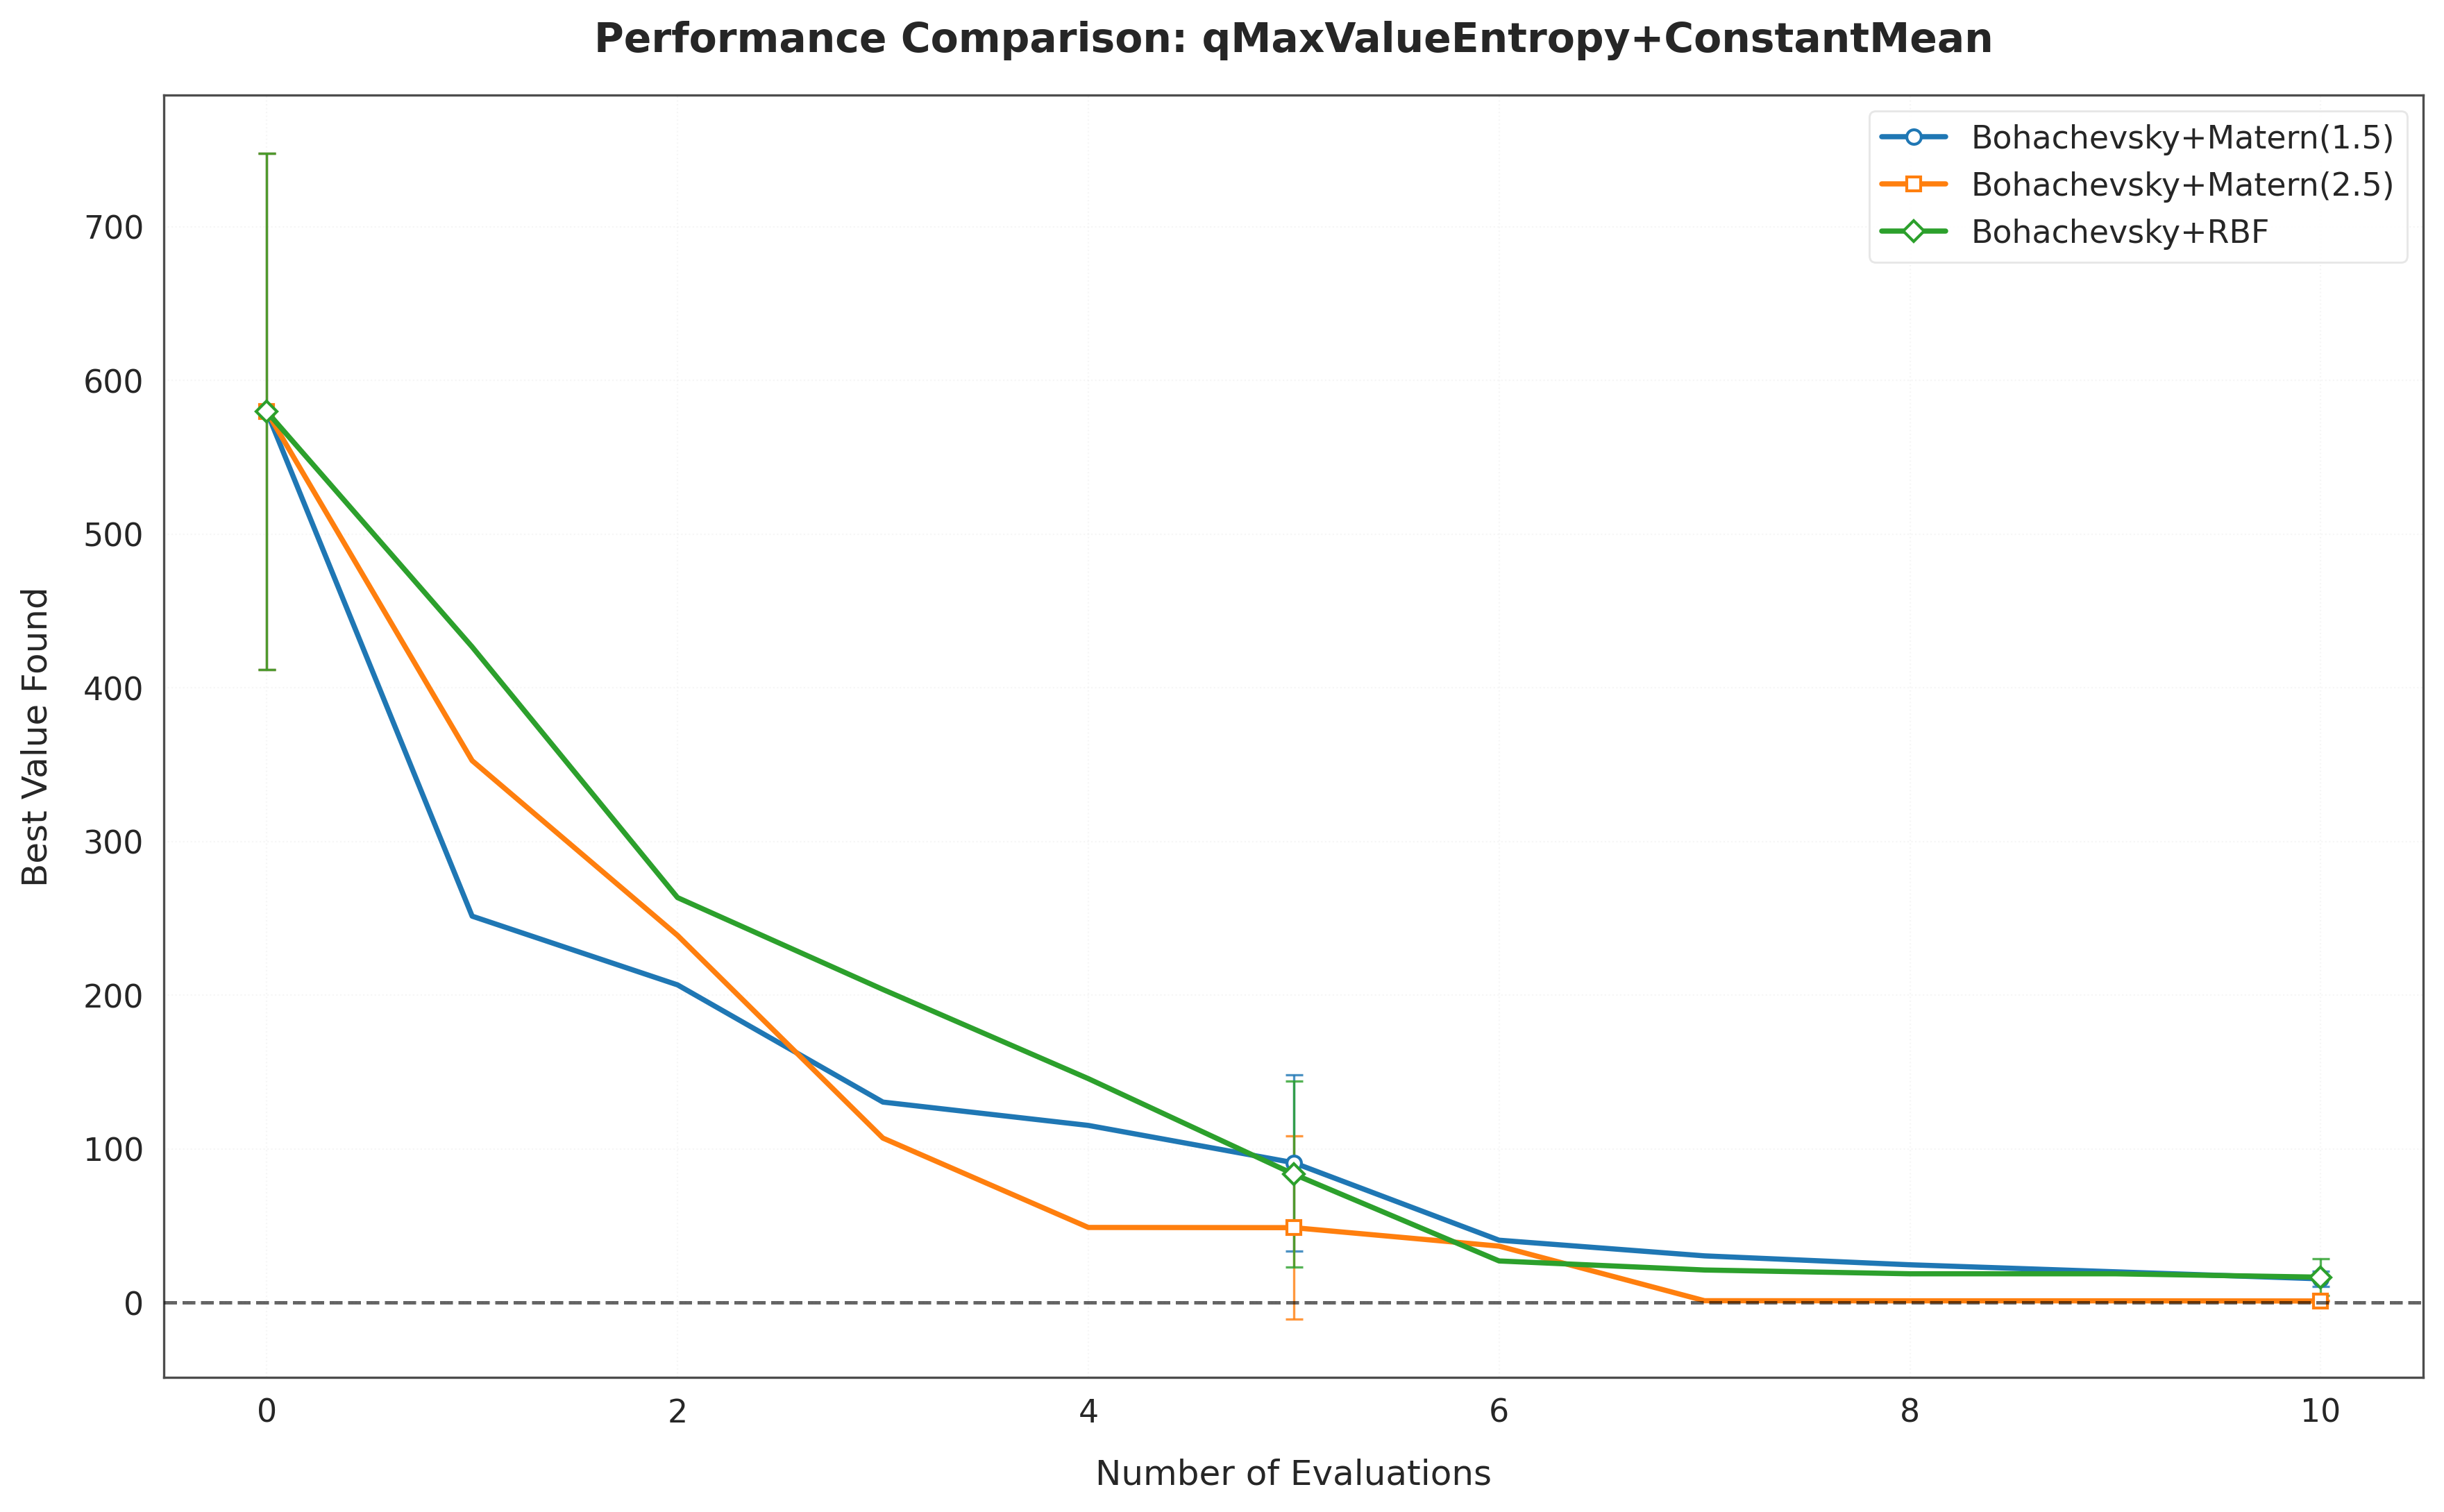 Performance Comparison: qMaxValueEntropy+ConstantMean
Bohachevsky+Matern(1.5)
Bohachevsky+Matern(2.5)
Bohachevsky+RBF
Best Value Found
700
600
500
400
300
200
100
0
0 2 4 6 8 10
Number of Evaluations